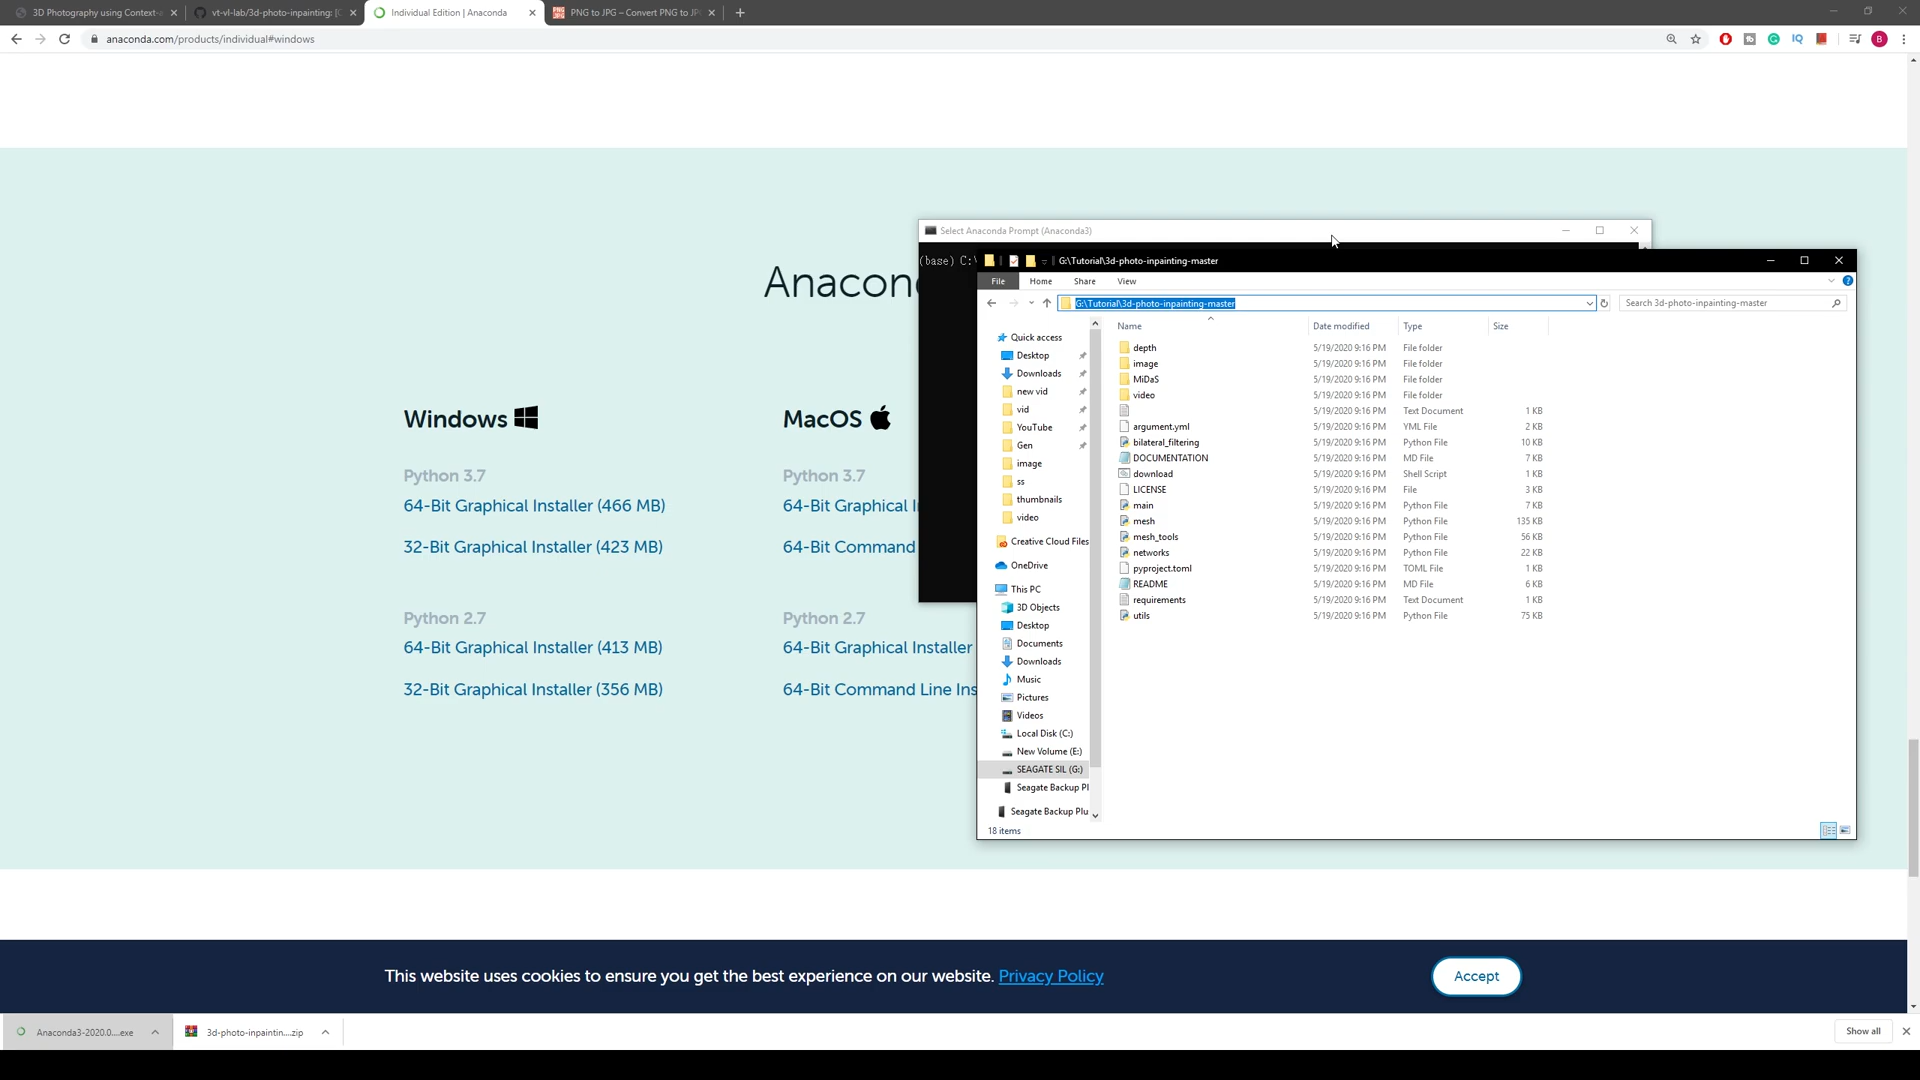 3D Photography using Context-
vt-vl-lab/3d-photo-inpainting: [C
Individual Edition | Anaconda
PNG to JPG – Convert PNG to JP
anaconda.com/products/individual#windows
B
Select Anaconda Prompt (Anaconda3)
(base) C:\
G:\Tutorial\3d-photo-inpainting-master
File
Home
Share
View
G:\Tutorial\3d-photo-inpainting-master
Search 3d-photo-inpainting-master
Anacon
Windows
MacOS
Python 3.7
Python 3.7
64-Bit Graphical Installer (466 MB)
64-Bit Graphical I
32-Bit Graphical Installer (423 MB)
64-Bit Command
Python 2.7
Python 2.7
64-Bit Graphical Installer (413 MB)
64-Bit Graphical Installer
32-Bit Graphical Installer (356 MB)
64-Bit Command Line Ins
Quick access
Desktop
Downloads
new vid
vid
YouTube
Gen
image
ss
thumbnails
video
Creative Cloud Files
OneDrive
This PC
3D Objects
Desktop
Documents
Downloads
Music
Pictures
Videos
Local Disk (C:)
New Volume (E:)
SEAGATE SIL (G:)
Seagate Backup Pl
Seagate Backup Plu
Name Date modified Type Size
depth 5/19/2020 9:16 PM File folder
image 5/19/2020 9:16 PM File folder
MiDaS 5/19/2020 9:16 PM File folder
video 5/19/2020 9:16 PM File folder
5/19/2020 9:16 PM Text Document 1 KB
argument.yml 5/19/2020 9:16 PM YML File 2 KB
bilateral_filtering 5/19/2020 9:16 PM Python File 10 KB
DOCUMENTATION 5/19/2020 9:16 PM MD File 7 KB
download 5/19/2020 9:16 PM Shell Script 1 KB
LICENSE 5/19/2020 9:16 PM File 3 KB
main 5/19/2020 9:16 PM Python File 7 KB
mesh 5/19/2020 9:16 PM Python File 135 KB
mesh_tools 5/19/2020 9:16 PM Python File 56 KB
networks 5/19/2020 9:16 PM Python File 22 KB
pyproject.toml 5/19/2020 9:16 PM TOML File 1 KB
README 5/19/2020 9:16 PM MD File 6 KB
requirements 5/19/2020 9:16 PM Text Document 1 KB
utils 5/19/2020 9:16 PM Python File 75 KB
18 items
This website uses cookies to ensure you get the best experience on our website. Privacy Policy
Accept
Anaconda3-2020.0....exe
3d-photo-inpaintin....zip
Show all